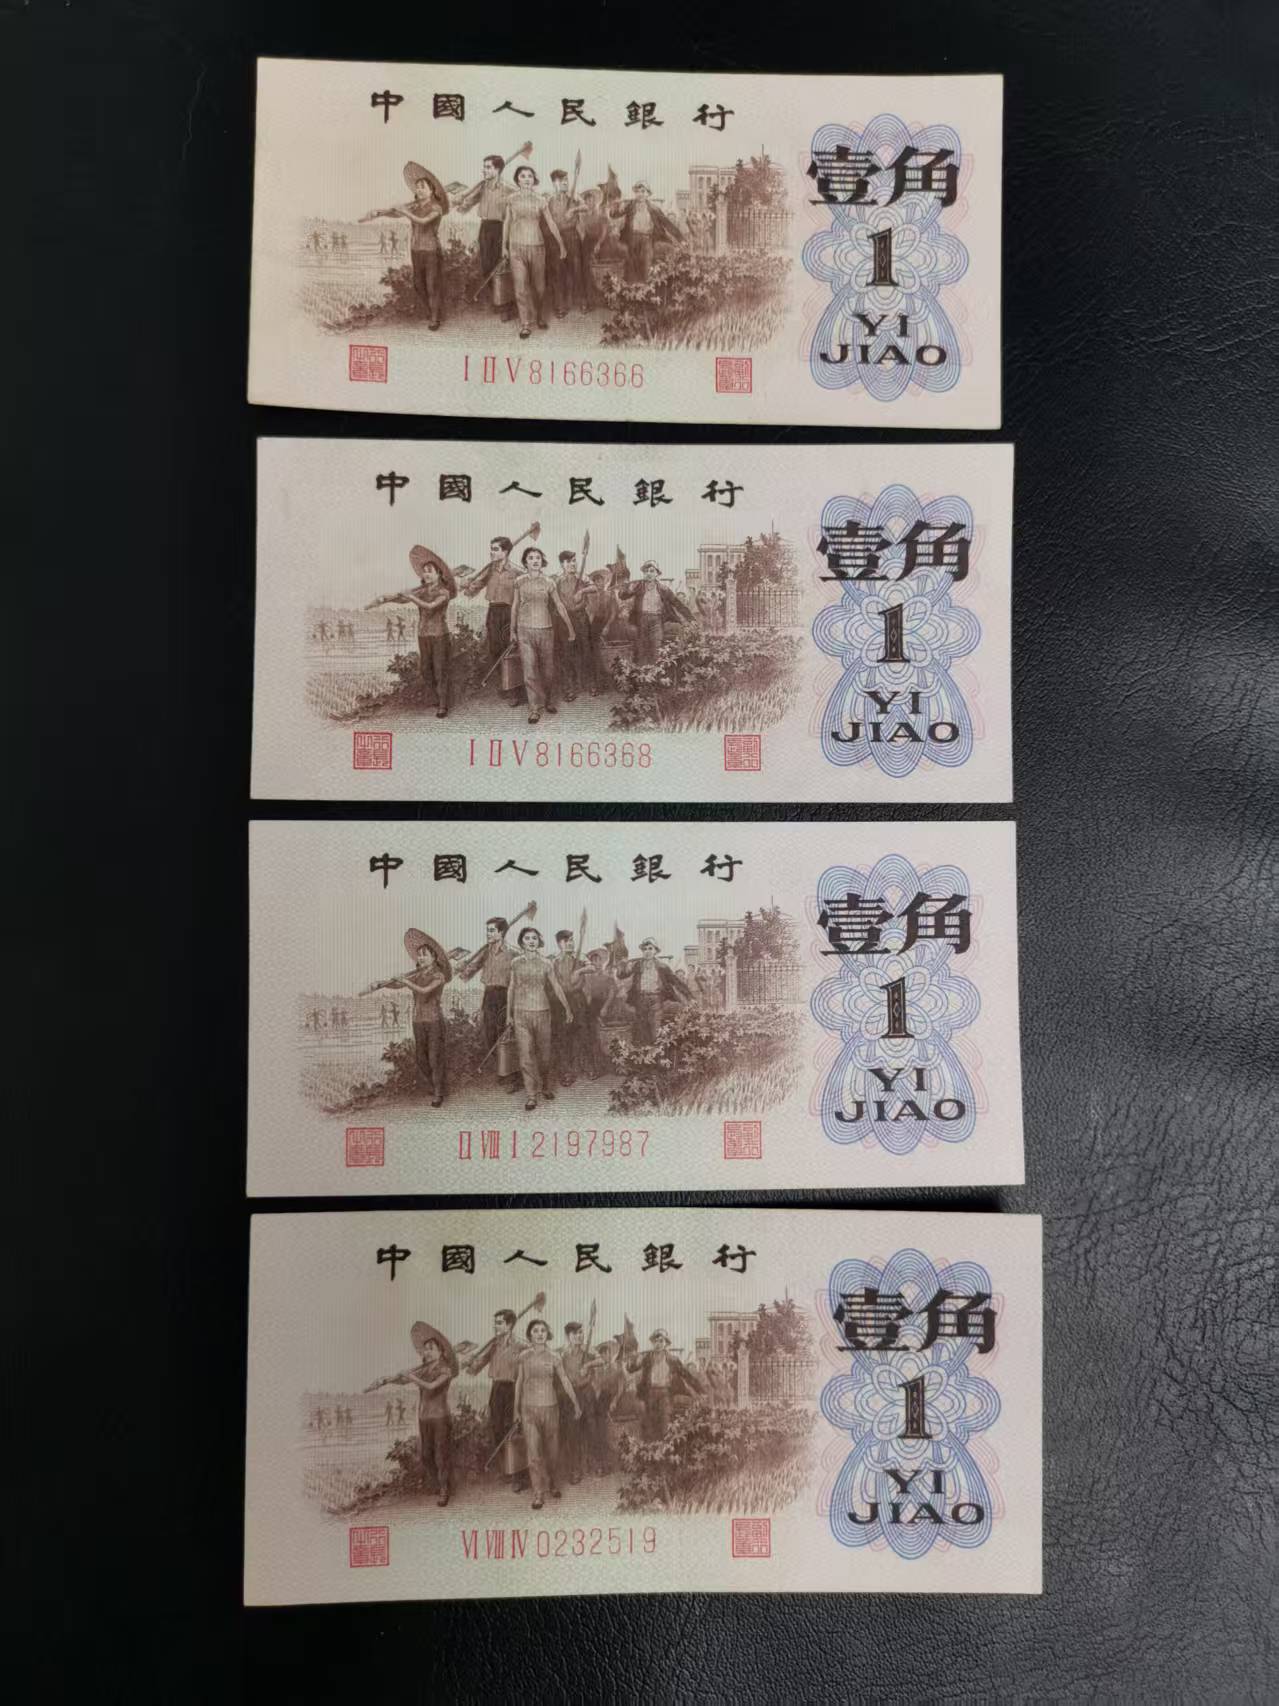 中國人民銀行
壹角
1
YI
JIAO
I II V 8166366
中國人民銀行
壹角
1
YI
JIAO
I II V 8166368
中國人民銀行
壹角
1
YI
JIAO
II VIII I 2197987
中國人民銀行
壹角
1
YI
JIAO
VI VIII IV 0232519